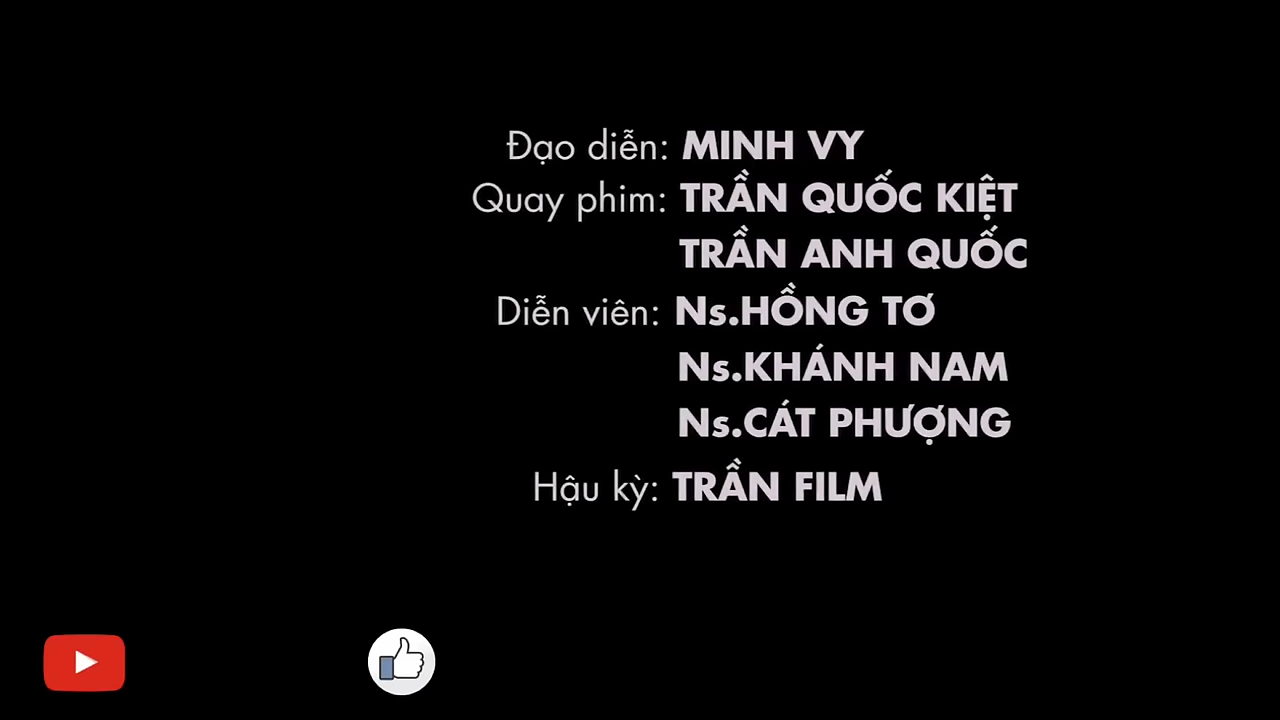 Đạo diễn: MINH VY
Quay phim: TRẦN QUỐC KIỆT
TRẦN ANH QUỐC
Diễn viên: Ns.HỒNG TƠ
Ns.KHÁNH NAM
Ns.CÁT PHƯỢNG
Hậu kỳ: TRẦN FILM